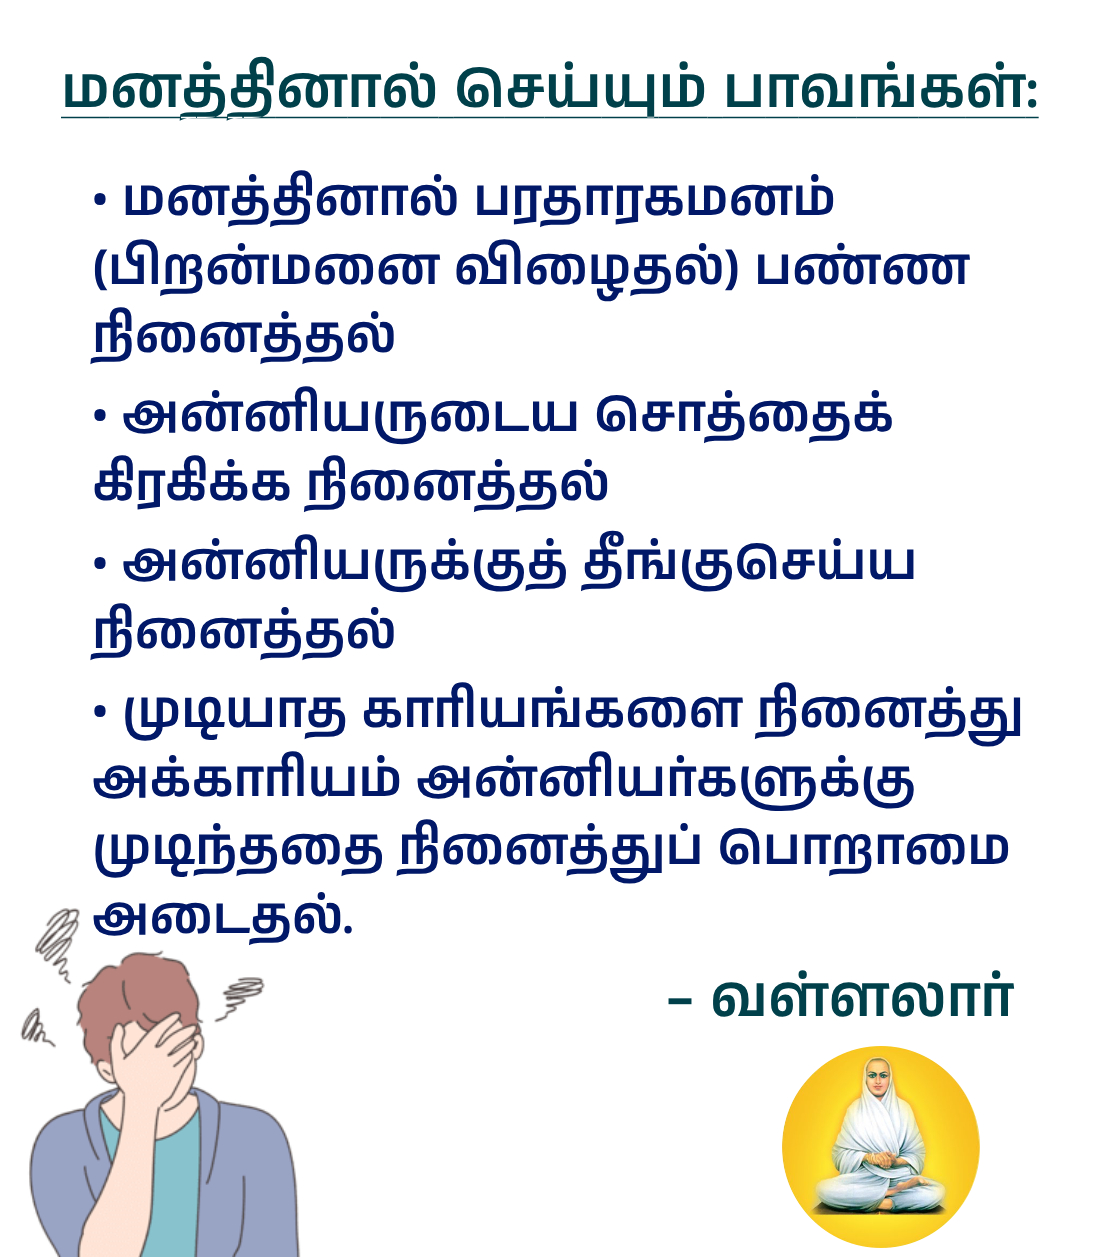 மனத்தினால் செய்யும் பாவங்கள்:
• மனத்தினால் பரதாரகமனம்
(பிறன்மனை விழைதல்) பண்ண
நினைத்தல்
• அன்னியருடைய சொத்தைக்
கிரகிக்க நினைத்தல்
• அன்னியருக்குத் தீங்குசெய்ய
நினைத்தல்
• முடியாத காரியங்களை நினைத்து
அக்காரியம் அன்னியர்களுக்கு
முடிந்ததை நினைத்துப் பொறாமை
அடைதல்.
– வள்ளலார்